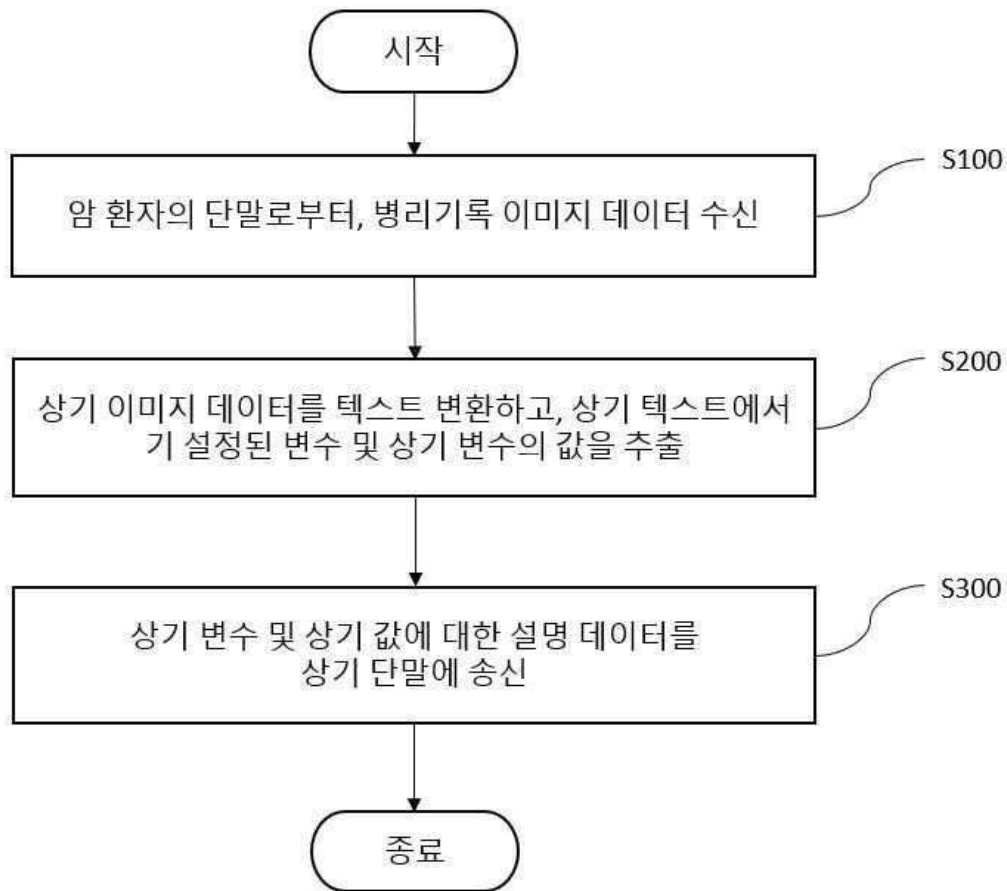 시작
S100
암 환자의 단말로부터, 병리기록 이미지 데이터 수신
S200
상기 이미지 데이터를 텍스트 변환하고, 상기 텍스트에서
기 설정된 변수 및 상기 변수의 값을 추출
S300
상기 변수 및 상기 값에 대한 설명 데이터를
상기 단말에 송신
종료